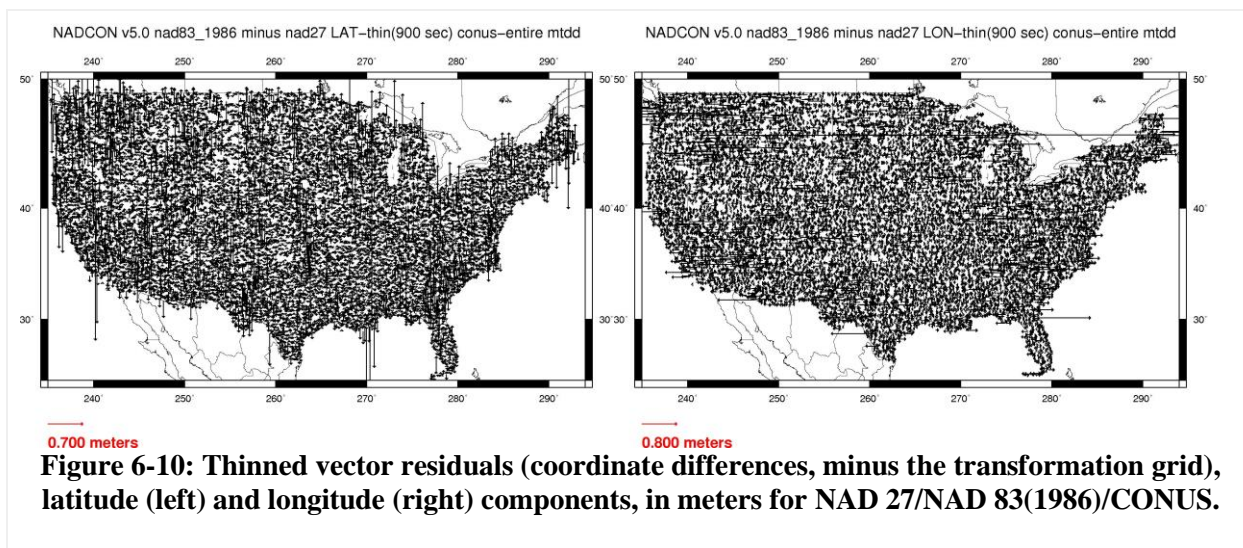 NADCON v5.0 nad83_1986 minus nad27 LAT−thin(900 sec) conus−entire mtdd
240˚ 250˚ 260˚ 270˚ 280˚ 290˚
50˚
40˚
30˚
50˚
40˚
30˚
240˚ 250˚ 260˚ 270˚ 280˚ 290˚
0.700 meters
NADCON v5.0 nad83_1986 minus nad27 LON−thin(900 sec) conus−entire mtdd
240˚ 250˚ 260˚ 270˚ 280˚ 290˚
50˚
40˚
30˚
50˚
40˚
30˚
240˚ 250˚ 260˚ 270˚ 280˚ 290˚
0.800 meters
Figure 6-10: Thinned vector residuals (coordinate differences, minus the transformation grid),
latitude (left) and longitude (right) components, in meters for NAD 27/NAD 83(1986)/CONUS.